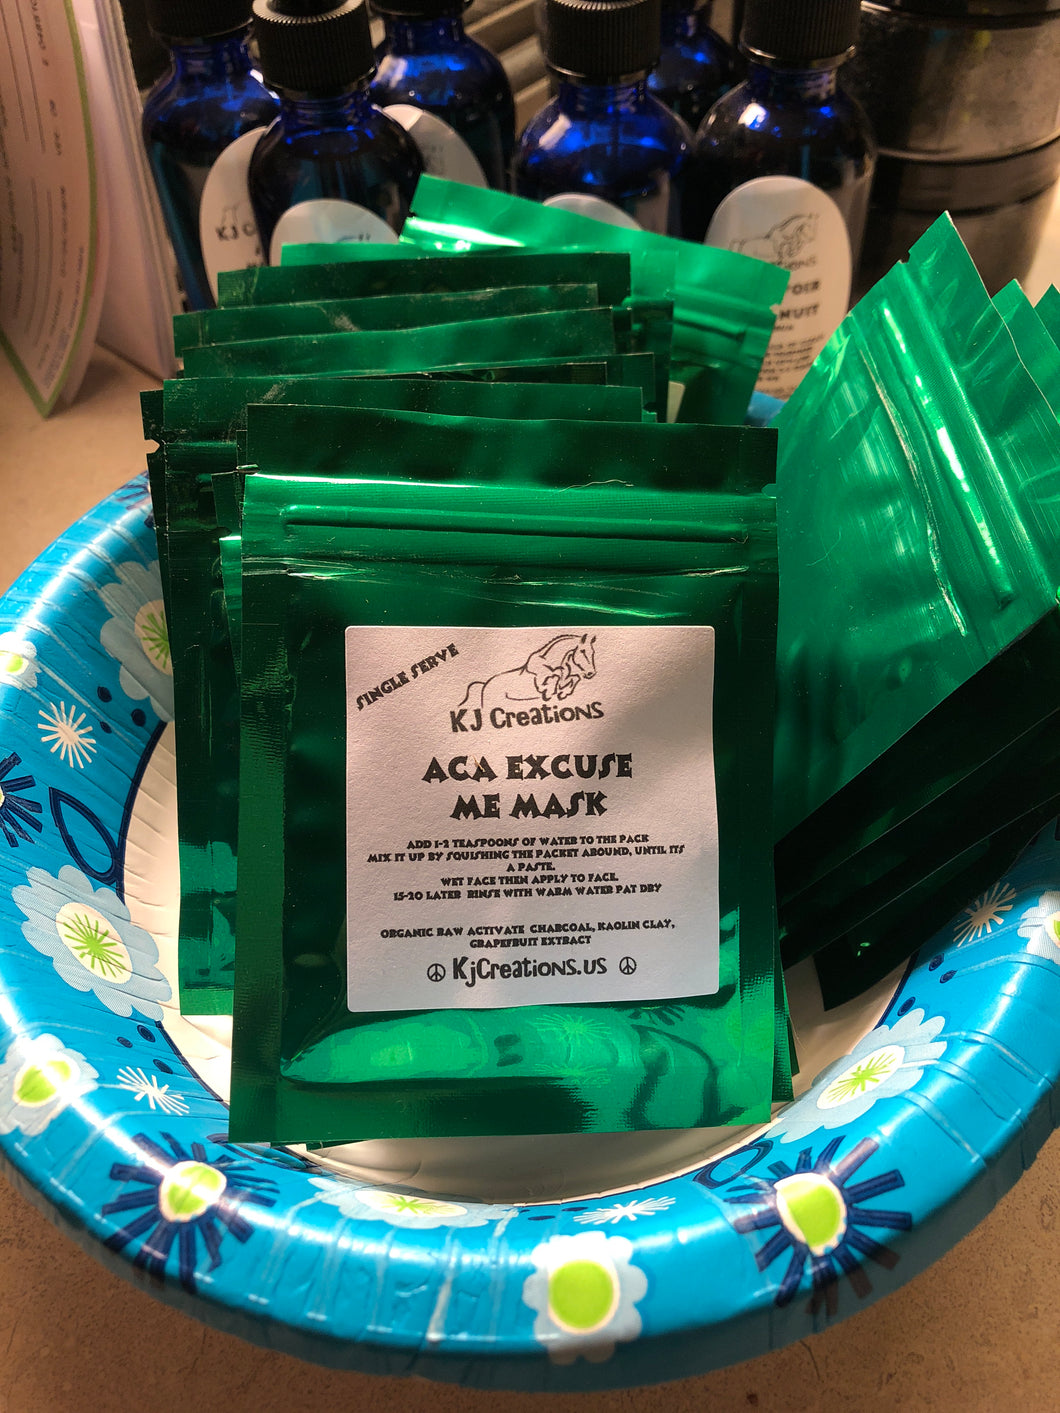 KJ C
SINGLE SERVE
KJ Creations
ACA EXCUSE
ME MASK
ADD 1-2 TEASPOONS OF WATER TO THE PACK
MIX IT UP BY SQUISHING THE PACKET AROUND, UNTIL ITS
A PASTE.
WET FACE THEN APPLY TO FACE.
15-20 LATER RINSE WITH WARM WATER PAT DRY
ORGANIC RAW ACTIVATE CHARCOAL, KAOLIN CLAY,
GRAPEFRUIT EXTRACT
KjCreations.us